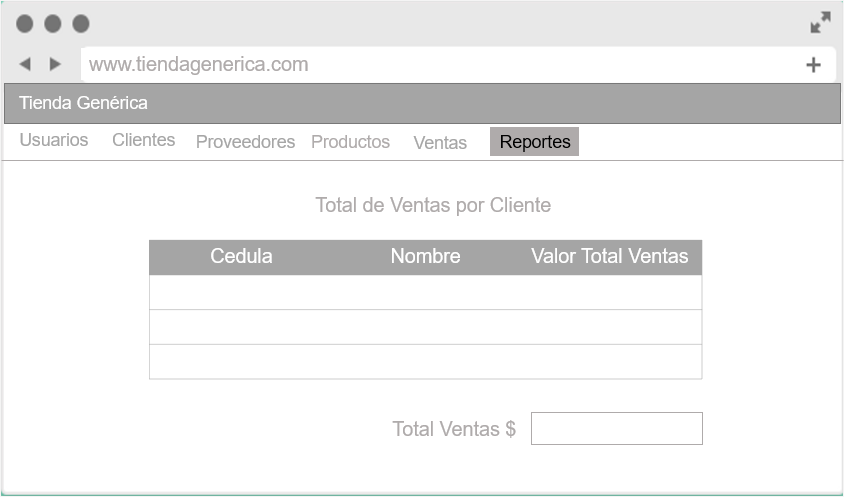 www.tiendagenerica.com
Tienda Genérica
Usuarios Clientes Proveedores Productos Ventas Reportes
Total de Ventas por Cliente
Cedula Nombre Valor Total Ventas
Total Ventas $